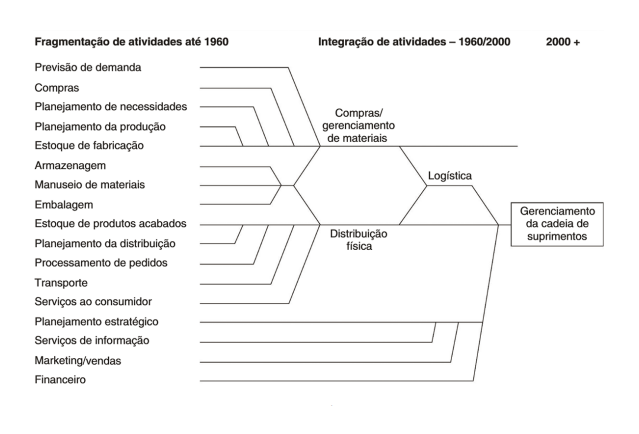 Fragmentação de atividades até 1960
Integração de atividades – 1960/2000
2000 +
Previsão de demanda
Compras
Planejamento de necessidades
Planejamento da produção
Estoque de fabricação
Armazenagem
Manuseio de materiais
Embalagem
Estoque de produtos acabados
Planejamento da distribuição
Processamento de pedidos
Transporte
Serviços ao consumidor
Planejamento estratégico
Serviços de informação
Marketing/vendas
Financeiro
Compras/
gerenciamento
de materiais
Distribuição
física
Logística
Gerenciamento
da cadeia de
suprimentos